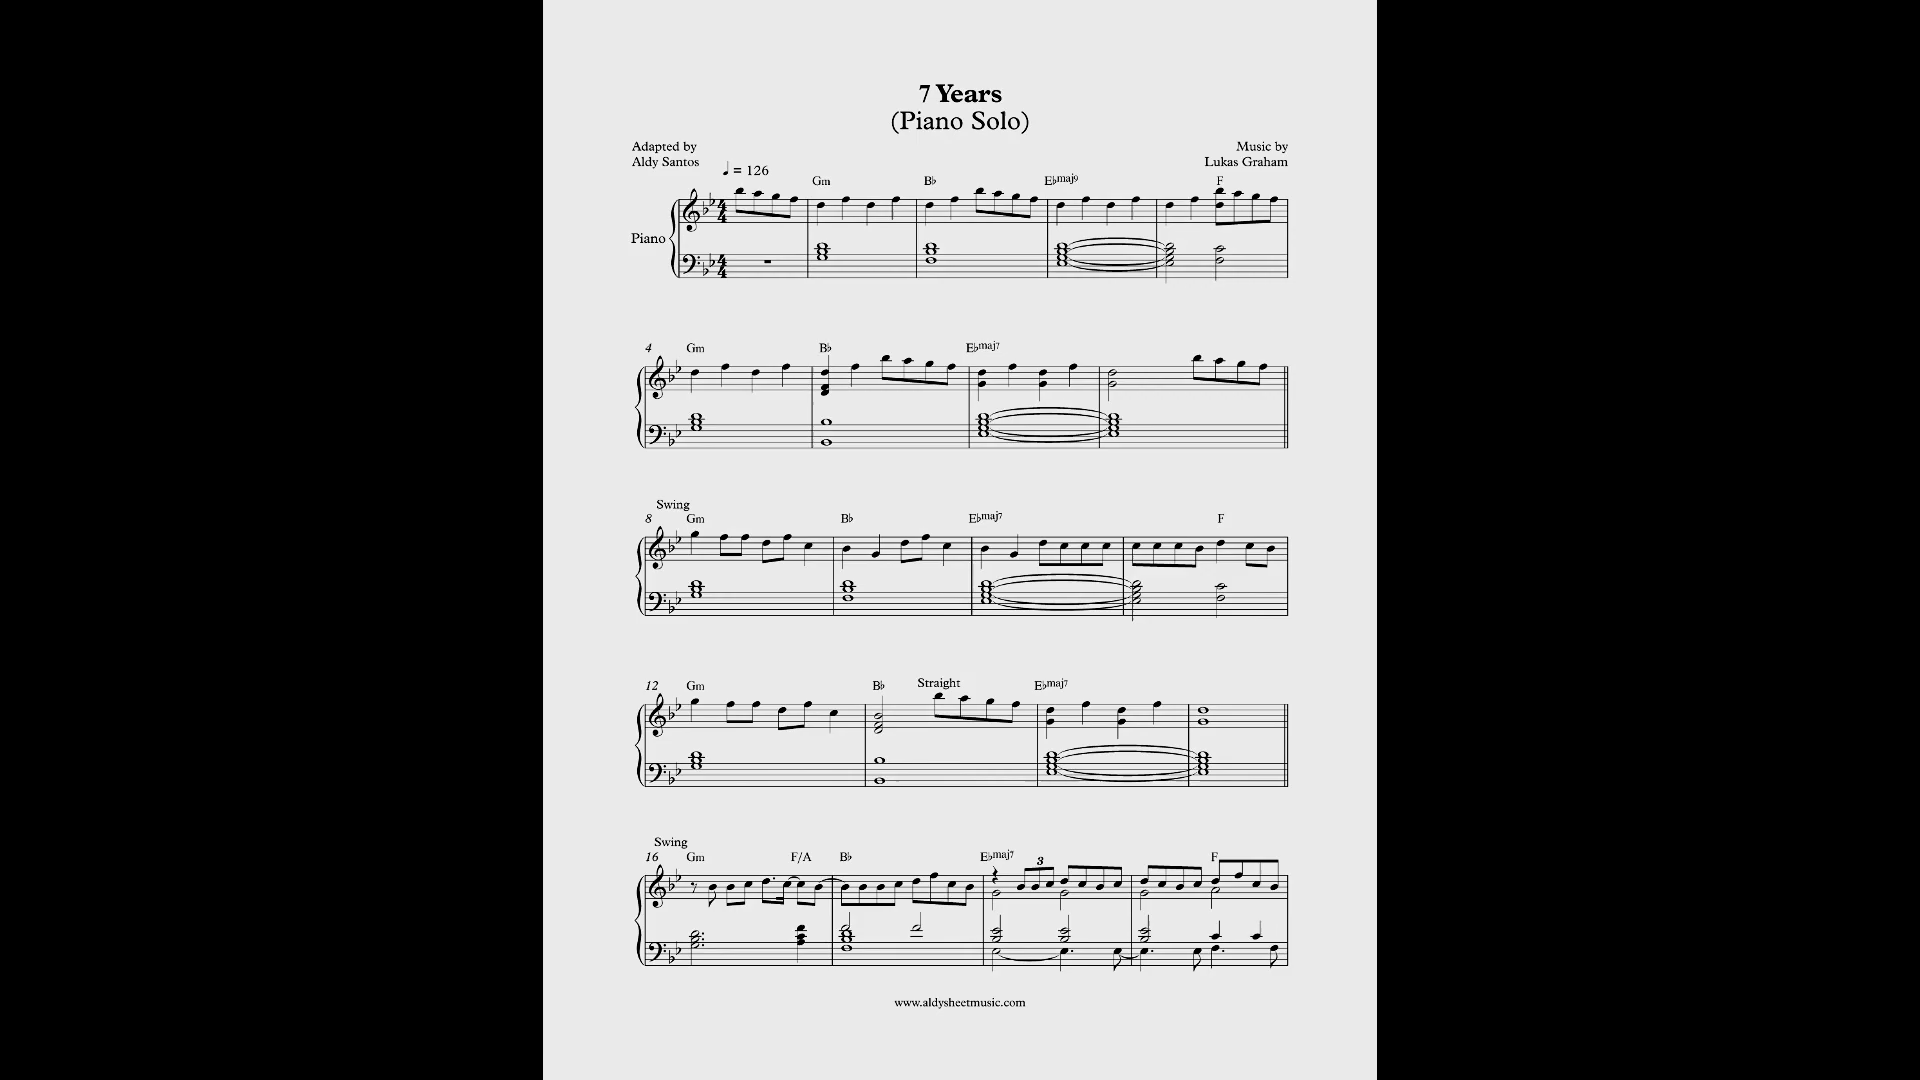 7 Years
(Piano Solo)
Adapted by
Aldy Santos
Music by
Lukas Graham
♩ = 126
Gm B♭ E♭maj9 F
Piano
4 Gm B♭ E♭maj7
Swing
8 Gm B♭ E♭maj7 F
12 Gm B♭ Straight E♭maj7
Swing
16 Gm F/A B♭ E♭maj7 3 F
www.aldysheetmusic.com